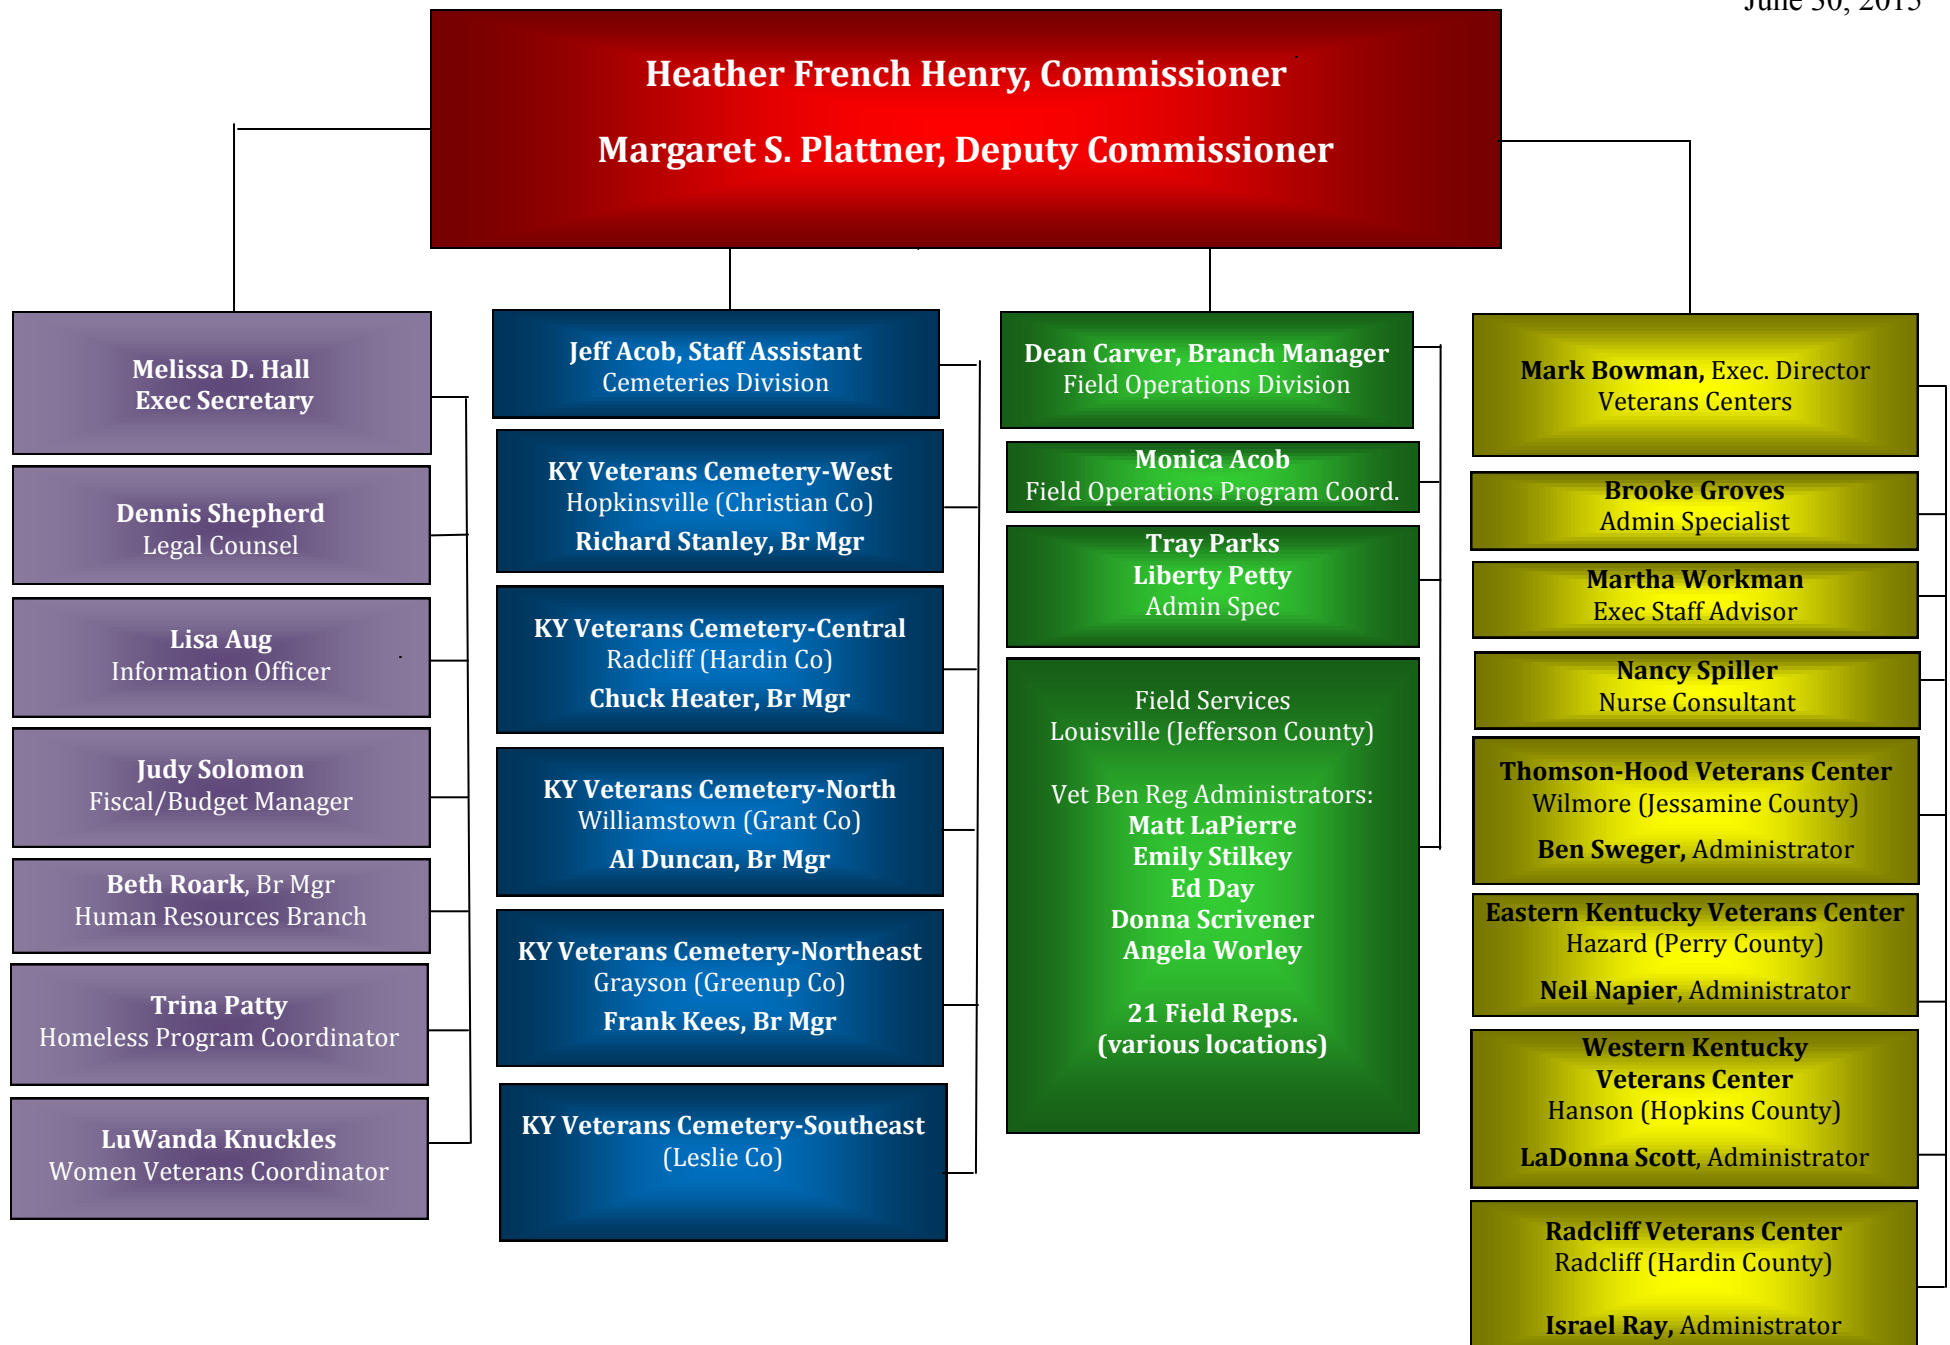 June 30, 2015
Heather French Henry, Commissioner
Margaret S. Plattner, Deputy Commissioner
Melissa D. Hall
Exec Secretary
Dennis Shepherd
Legal Counsel
Lisa Aug
Information Officer
Judy Solomon
Fiscal/Budget Manager
Beth Roark, Br Mgr
Human Resources Branch
Trina Patty
Homeless Program Coordinator
LuWanda Knuckles
Women Veterans Coordinator
Jeff Acob, Staff Assistant
Cemeteries Division
KY Veterans Cemetery-West
Hopkinsville (Christian Co)
Richard Stanley, Br Mgr
KY Veterans Cemetery-Central
Radcliff (Hardin Co)
Chuck Heater, Br Mgr
KY Veterans Cemetery-North
Williamstown (Grant Co)
Al Duncan, Br Mgr
KY Veterans Cemetery-Northeast
Grayson (Greenup Co)
Frank Kees, Br Mgr
KY Veterans Cemetery-Southeast
(Leslie Co)
Dean Carver, Branch Manager
Field Operations Division
Monica Acob
Field Operations Program Coord.
Tray Parks
Liberty Petty
Admin Spec
Field Services
Louisville (Jefferson County)
Vet Ben Reg Administrators:
Matt LaPierre
Emily Stilkey
Ed Day
Donna Scrivener
Angela Worley
21 Field Reps.
(various locations)
Mark Bowman, Exec. Director
Veterans Centers
Brooke Groves
Admin Specialist
Martha Workman
Exec Staff Advisor
Nancy Spiller
Nurse Consultant
Thomson-Hood Veterans Center
Wilmore (Jessamine County)
Ben Sweger, Administrator
Eastern Kentucky Veterans Center
Hazard (Perry County)
Neil Napier, Administrator
Western Kentucky
Veterans Center
Hanson (Hopkins County)
LaDonna Scott, Administrator
Radcliff Veterans Center
Radcliff (Hardin County)
Israel Ray, Administrator